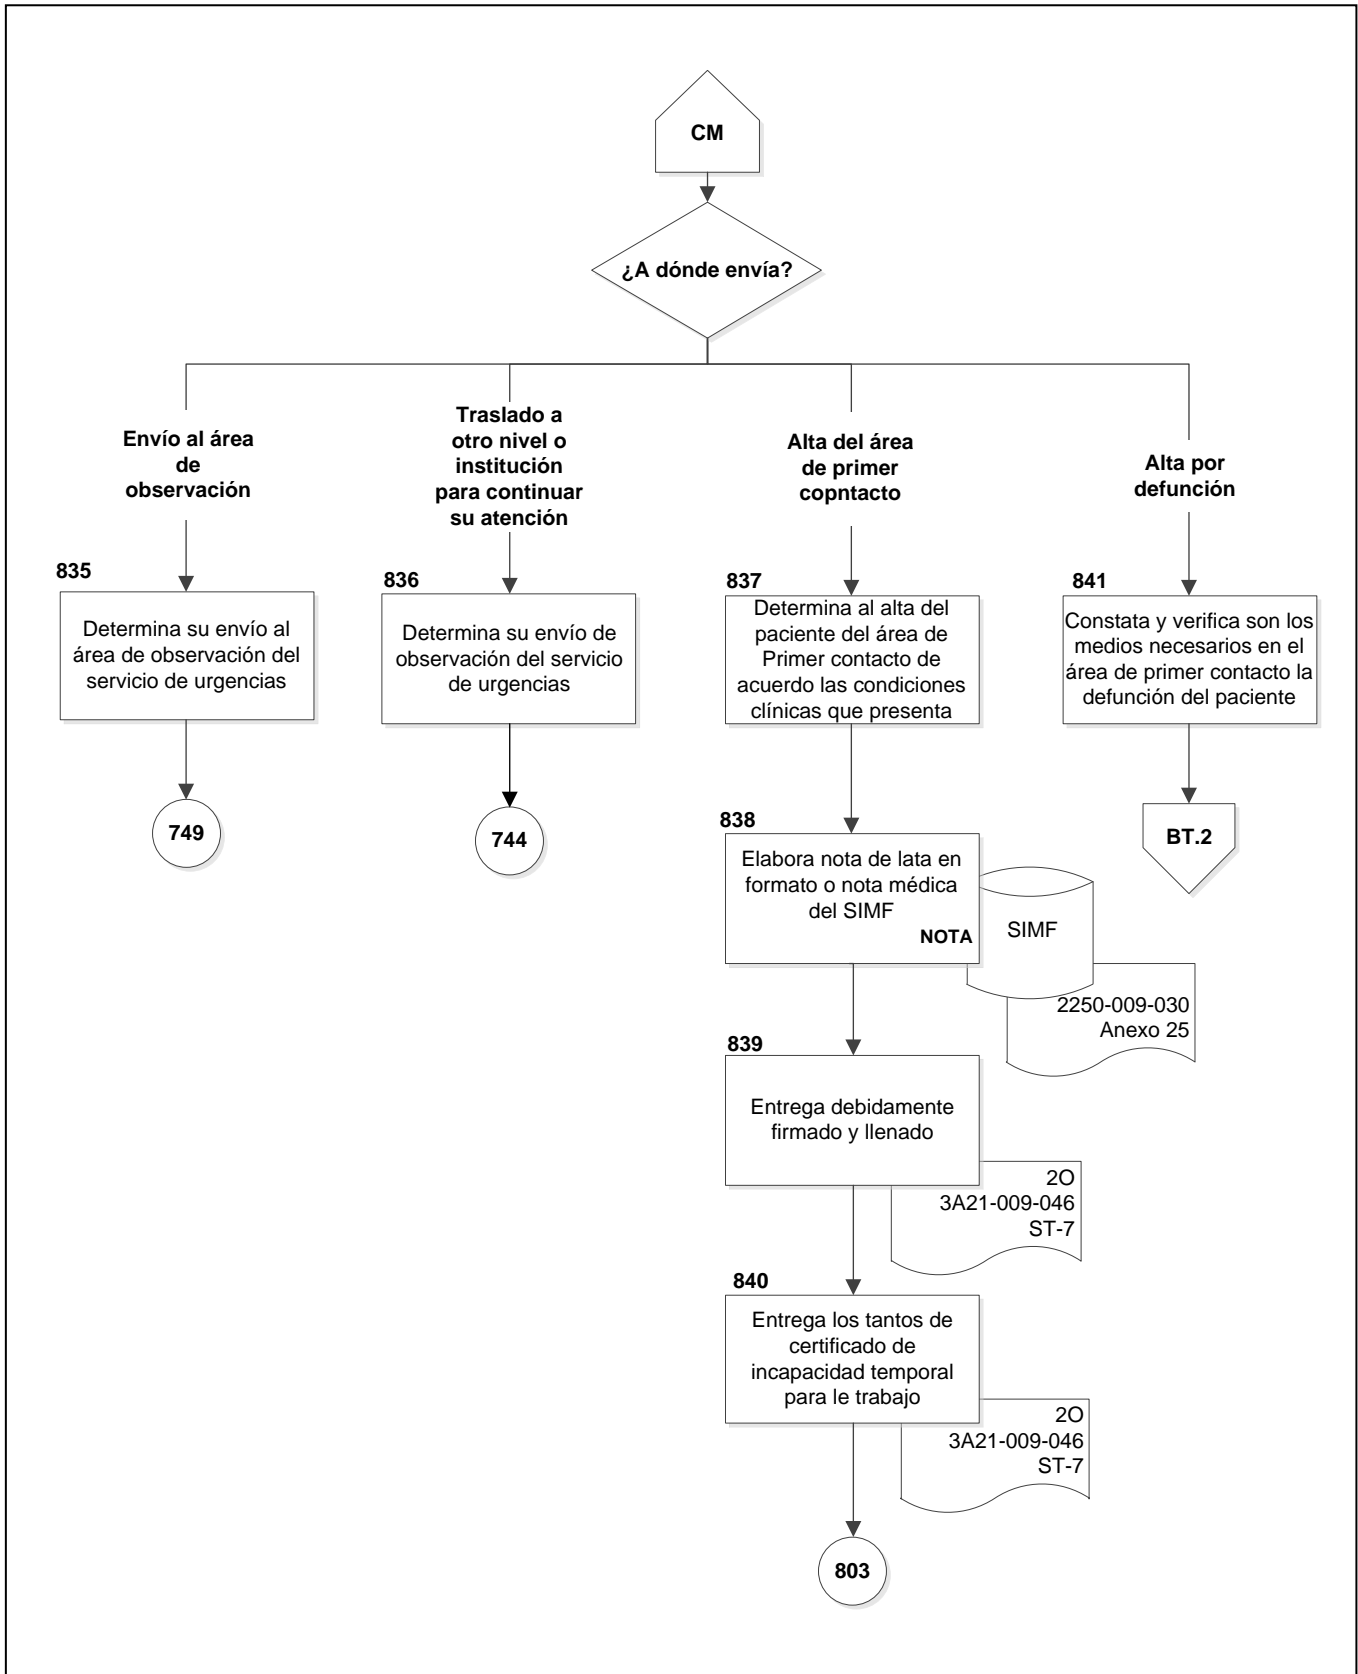 CM
¿A dónde envía?
Envío al área
de
observación
Traslado a
otro nivel o
institución
para continuar
su atención
Alta del área
de primer
copntacto
Alta por
defunción
835
Determina su envío al
área de observación del
servicio de urgencias
749
836
Determina su envío de
observación del servicio
de urgencias
744
837
Determina al alta del
paciente del área de
Primer contacto de
acuerdo las condiciones
clínicas que presenta
841
Constata y verifica son los
medios necesarios en el
área de primer contacto la
defunción del paciente
BT.2
838
Elabora nota de lata en
formato o nota médica
del SIMF
NOTA
SIMF
2250-009-030
Anexo 25
839
Entrega debidamente
firmado y llenado
2O
3A21-009-046
ST-7
840
Entrega los tantos de
certificado de
incapacidad temporal
para le trabajo
2O
3A21-009-046
ST-7
803